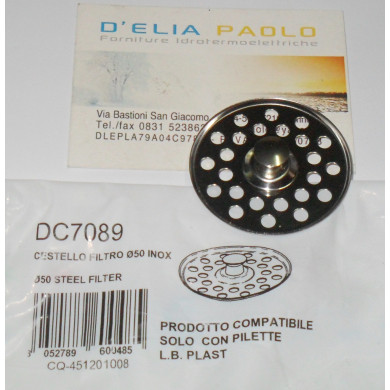 D'ELIA PAOLO
Forniture Idrotermoelettriche
Via Bastioni San Giacomo
Tel./fax 0831
DC7089
CESTELLO FILTRO Ø50 INOX
Ø50 STEEL FILTER
PRODOTTO COMPATIBILE
SOLO CON PILETTE
L.B. PLAST
7 052789 600485
CQ-451201008